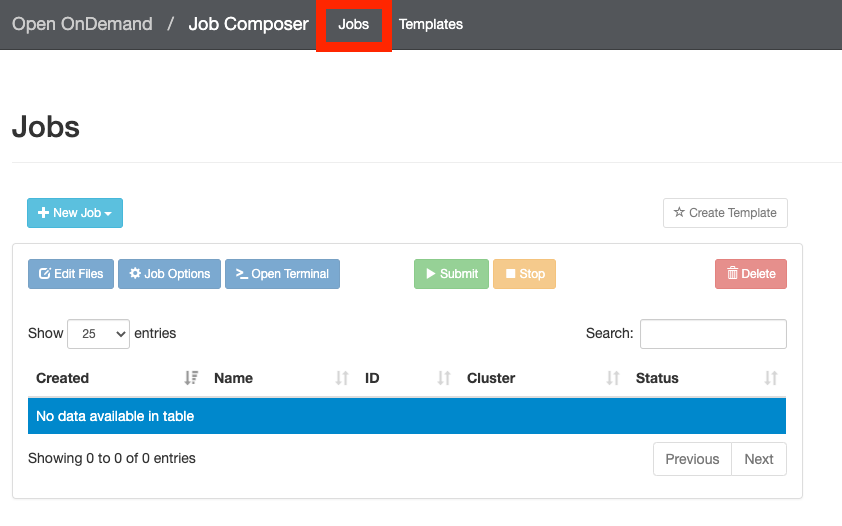 Open OnDemand / Job Composer Jobs Templates
Jobs
New Job Create Template
Edit Files Job Options Open Terminal Submit Stop Delete
Show 25 entries Search:
Created Name ID Cluster Status
No data available in table
Showing 0 to 0 of 0 entries Previous Next